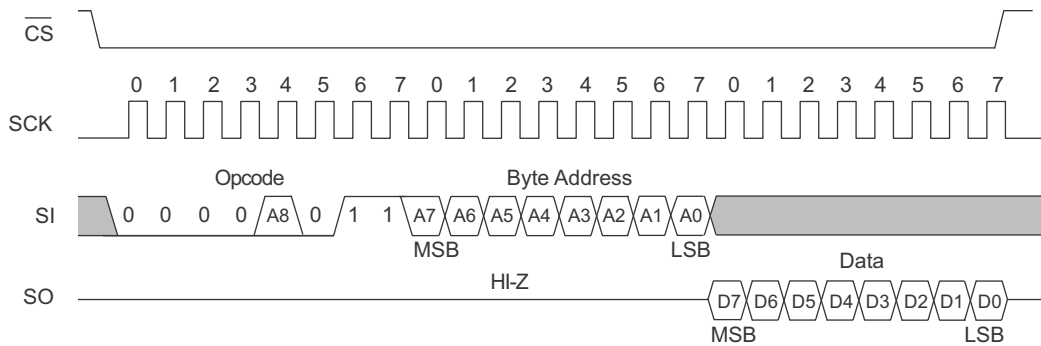 CS
0 1 2 3 4 5 6 7 0 1 2 3 4 5 6 7 0 1 2 3 4 5 6 7
SCK
Opcode Byte Address
SI 0 0 0 0 A8 0 1 1 A7 A6 A5 A4 A3 A2 A1 A0
MSB LSB
HI-Z Data
SO D7 D6 D5 D4 D3 D2 D1 D0
MSB LSB